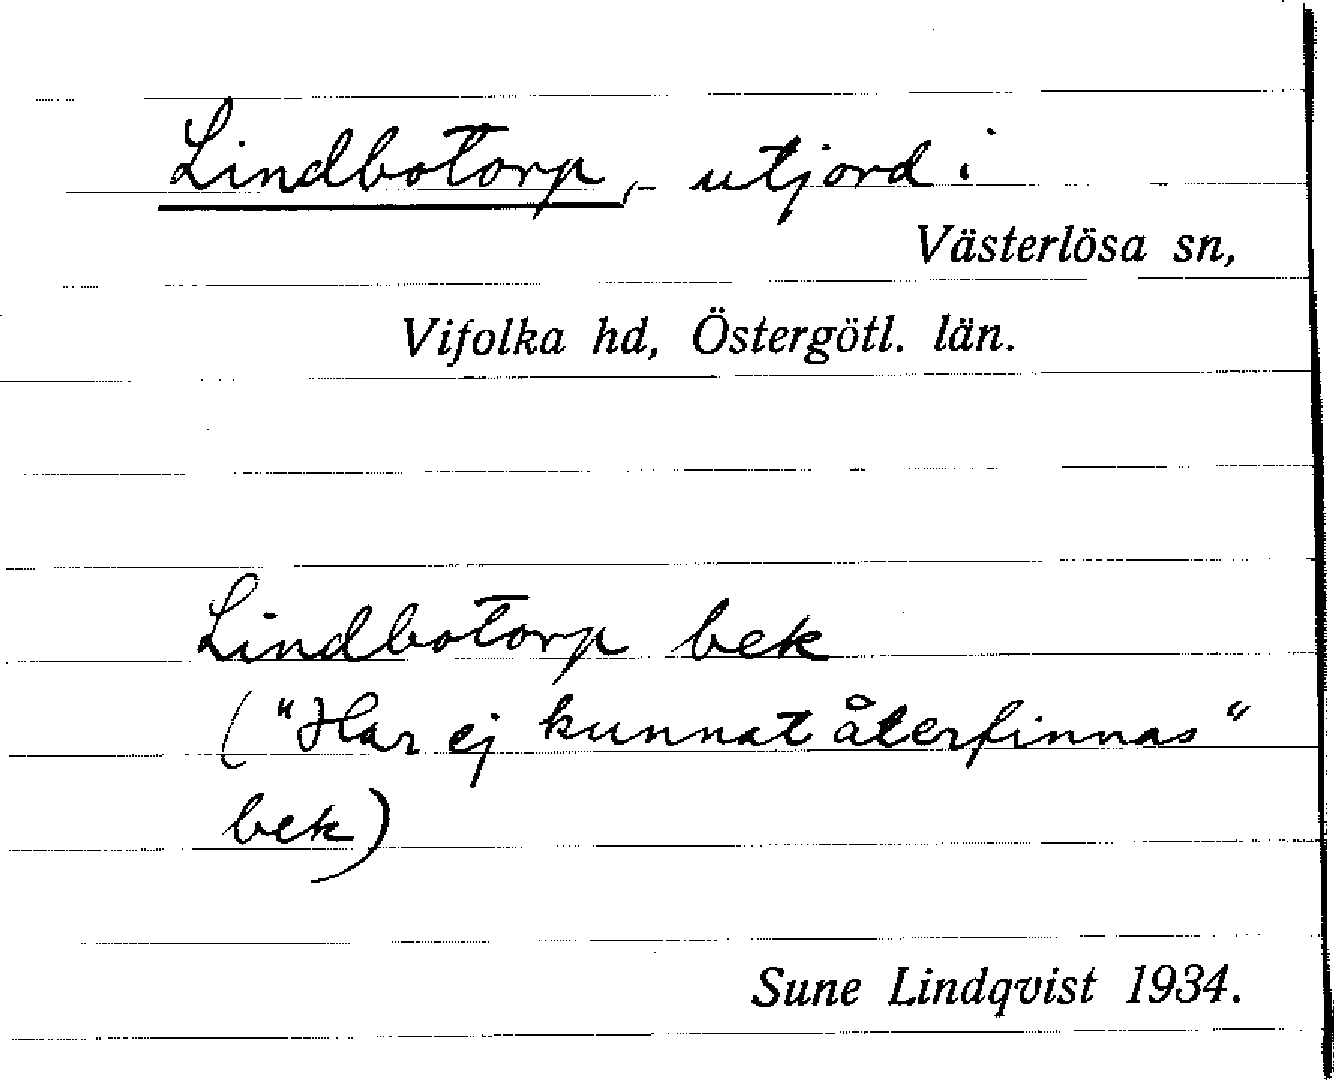 Lindbotorp, utjord i
Västerlösa sn,
Vifolka hd, Östergötl. län.
Lindbotorp bek
("Har ej kunnat återfinnas"
bek)
Sune Lindqvist 1934.